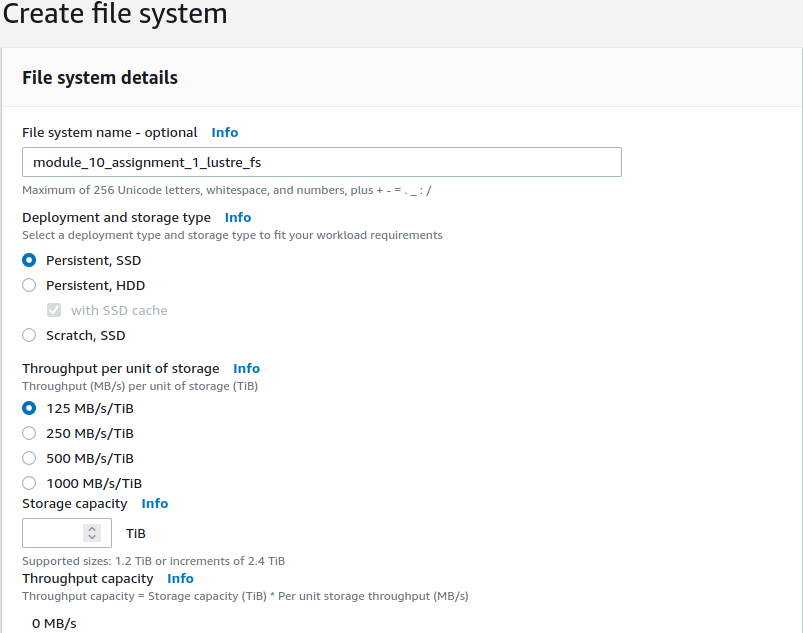 Create file system
File system details
File system name - optional Info
module_10_assignment_1_lustre_fs
Maximum of 256 Unicode letters, whitespace, and numbers, plus + - = . _ : /
Deployment and storage type Info
Select a deployment type and storage type to fit your workload requirements
Persistent, SSD
Persistent, HDD
with SSD cache
Scratch, SSD
Throughput per unit of storage Info
Throughput (MB/s) per unit of storage (TiB)
125 MB/s/TiB
250 MB/s/TiB
500 MB/s/TiB
1000 MB/s/TiB
Storage capacity Info
TiB
Supported sizes: 1.2 TiB or increments of 2.4 TiB
Throughput capacity Info
Throughput capacity = Storage capacity (TiB) * Per unit storage throughput (MB/s)
0 MB/s